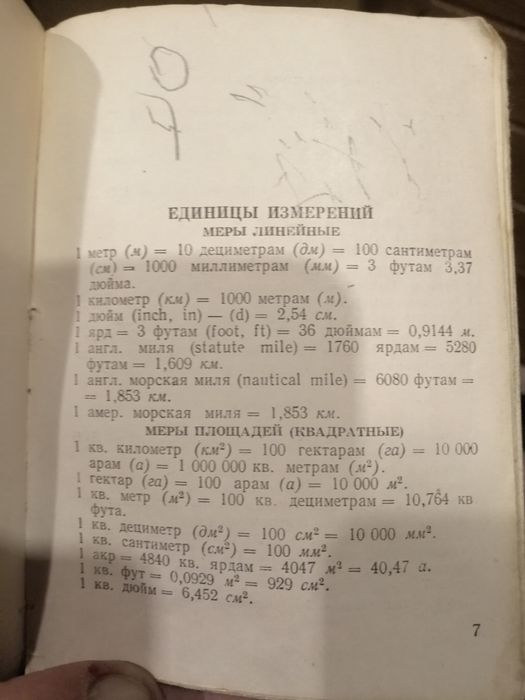 ЕДИНИЦЫ ИЗМЕРЕНИЙ
МЕРЫ ЛИНЕЙНЫЕ
1 метр (м) = 10 дециметрам (дм) = 100 сантиметрам
(см) = 1000 миллиметрам (мм) = 3 футам 3,37
дюйма.
1 километр (км) = 1000 метрам (м).
1 дюйм (inch, in) — (d) = 2,54 см.
1 ярд = 3 футам (foot, ft) = 36 дюймам = 0,9144 м.
1 англ. миля (statute mile) = 1760 ярдам = 5280
футам = 1,609 км.
1 англ. морская миля (nautical mile) = 6080 футам =
= 1,853 км.
1 амер. морская миля = 1,853 км.
МЕРЫ ПЛОЩАДЕЙ (КВАДРАТНЫЕ)
1 кв. километр (км²) = 100 гектарам (га) = 10 000
арам (а) = 1 000 000 кв. метрам (м²).
1 гектар (га) = 100 арам (а) = 10 000 м².
1 кв. метр (м²) = 100 кв. дециметрам = 10,764 кв
фута.
1 кв. дециметр (дм²) = 100 см² = 10 000 мм².
1 кв. сантиметр (см²) = 100 мм².
1 акр = 4840 кв. ярдам = 4047 м² = 40,47 а.
1 кв. фут = 0,0929 м² = 929 см².
1 кв. дюйм = 6,452 см².
7